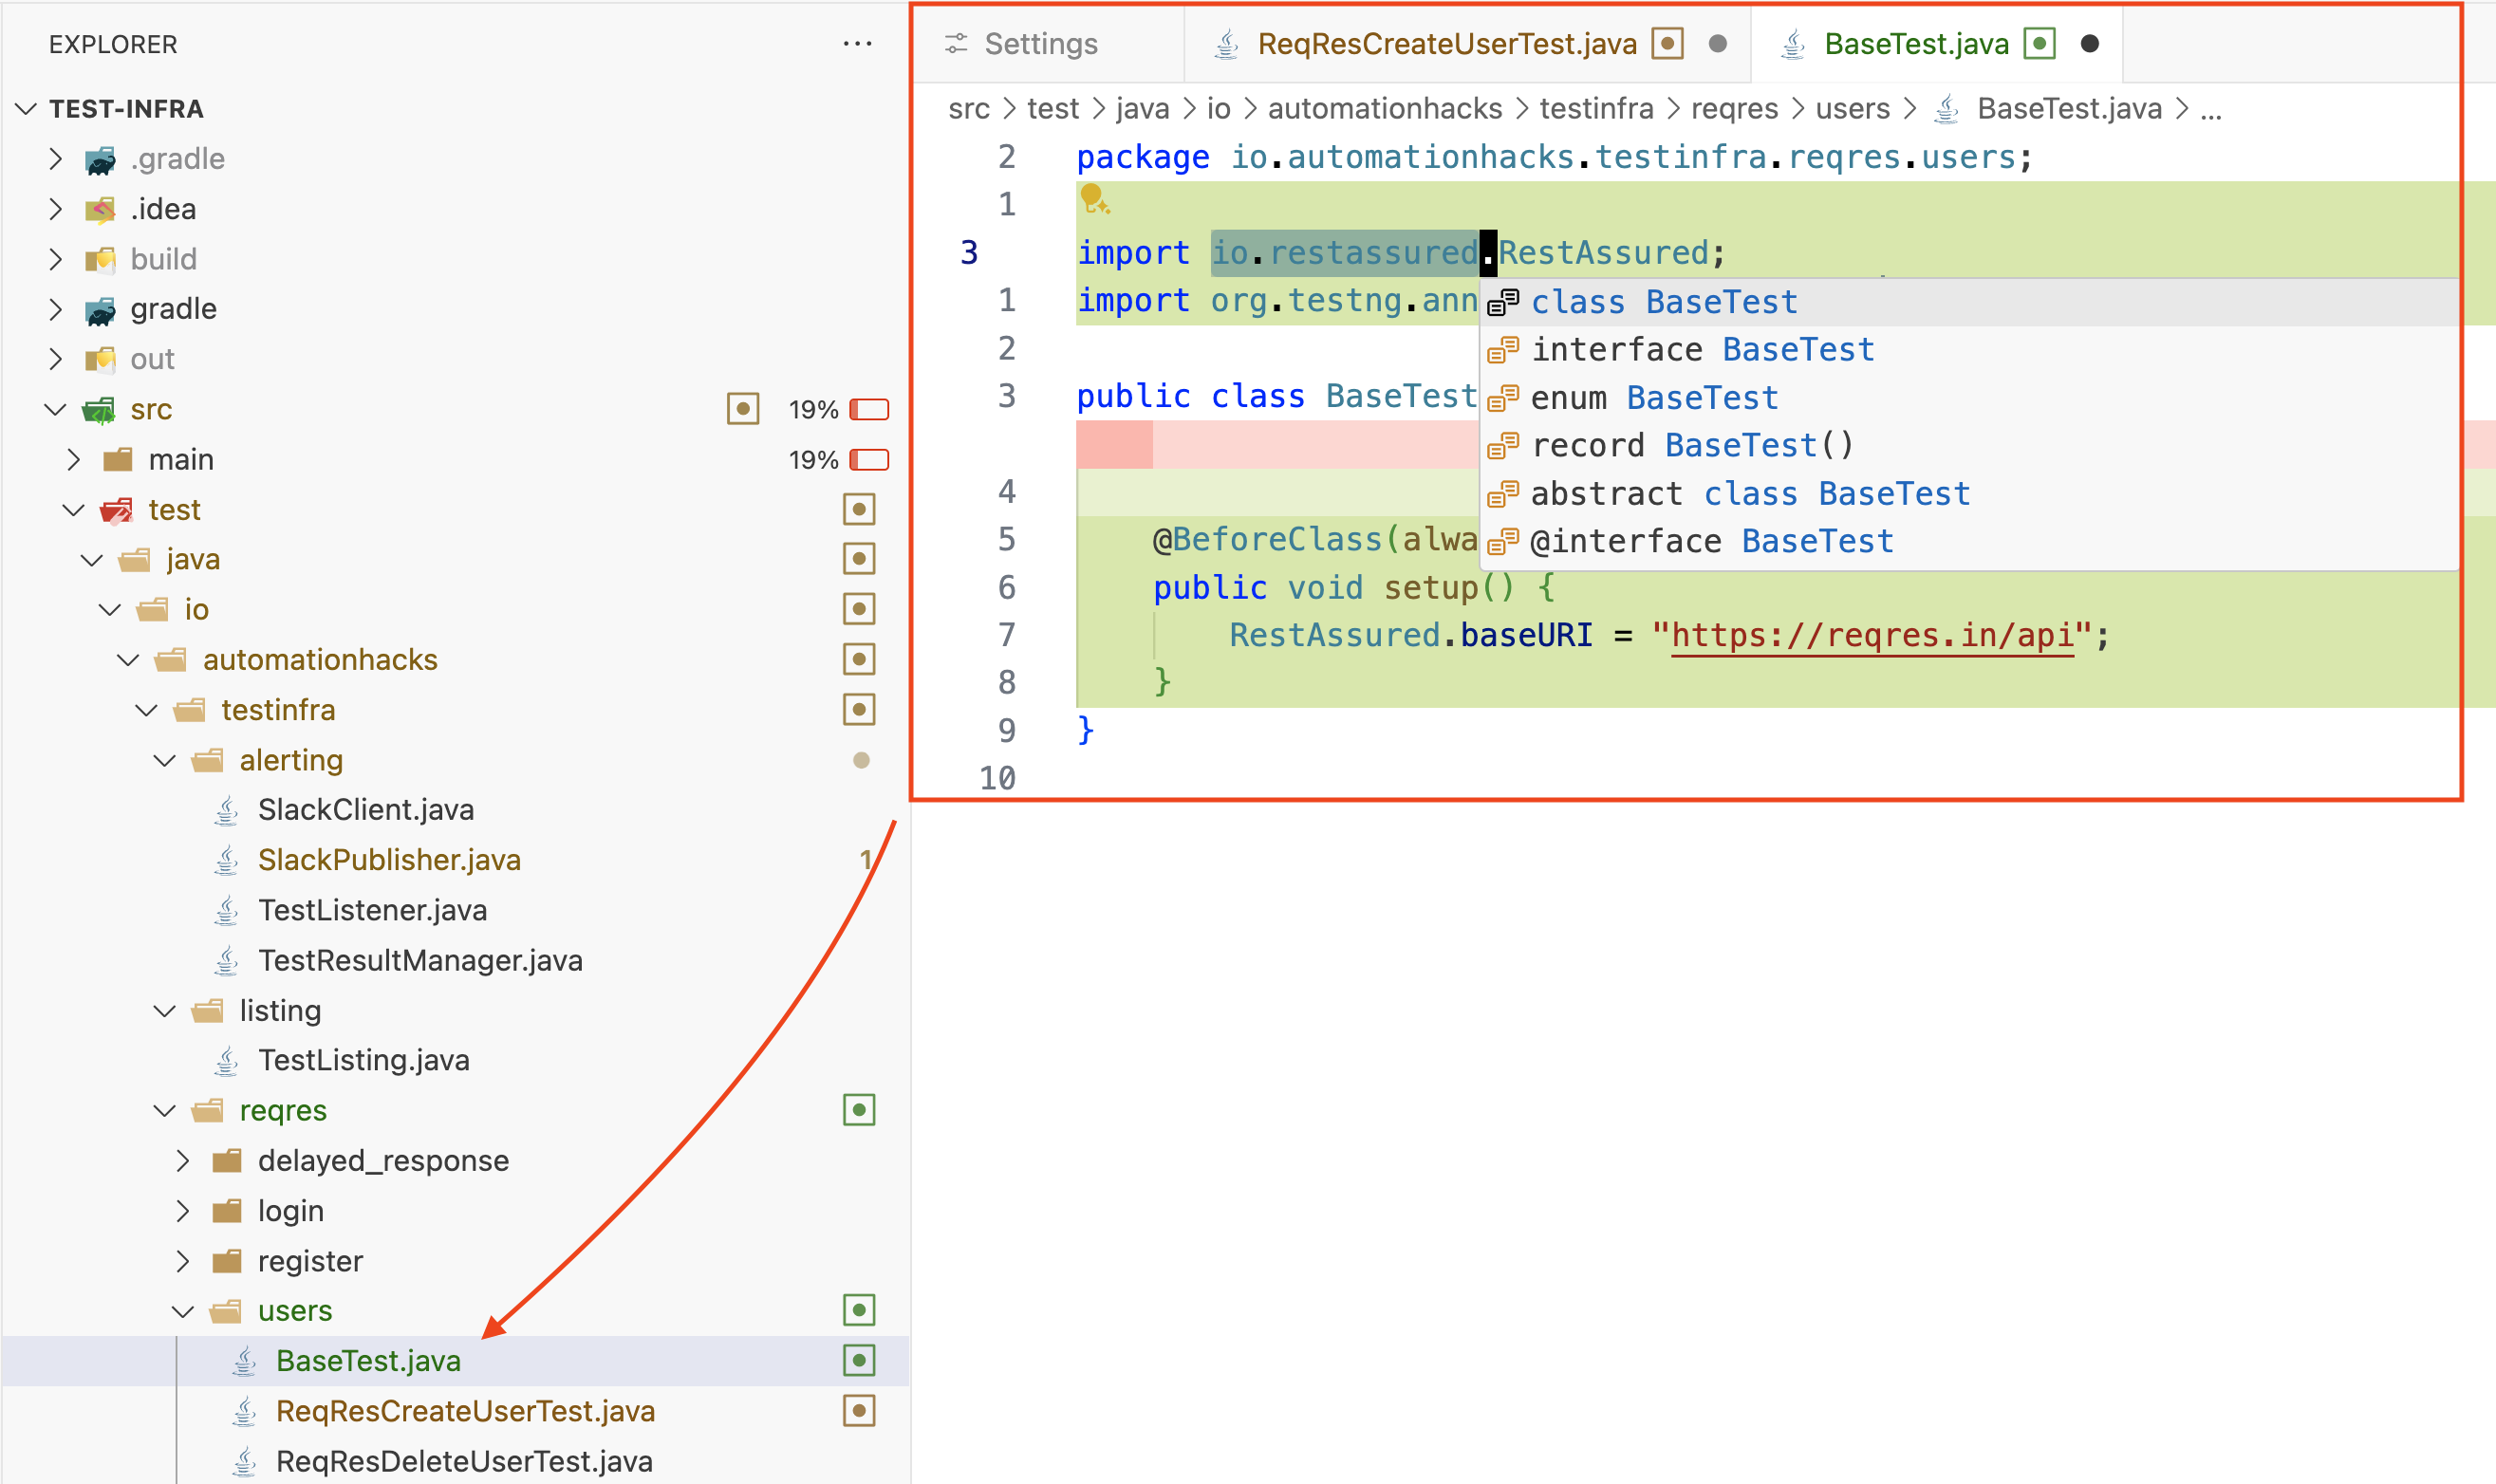 EXPLORER
TEST-INFRA
.gradle
.idea
build
gradle
out
src 19%
main 19%
test
java
io
automationhacks
testinfra
alerting
SlackClient.java
SlackPublisher.java 1
TestListener.java
TestResultManager.java
listing
TestListing.java
reqres
delayed_response
login
register
users
BaseTest.java
ReqResCreateUserTest.java
ReqResDeleteUserTest.java
Settings ReqResCreateUserTest.java BaseTest.java
src > test > java > io > automationhacks > testinfra > reqres > users > BaseTest.java > ...
2 package io.automationhacks.testinfra.reqres.users;
1
3 import io.restassured.RestAssured;
1 import org.testng.ann
class BaseTest
2
interface BaseTest
3 public class BaseTest
enum BaseTest
record BaseTest()
4
abstract class BaseTest
5 @BeforeClass(alwa
@interface BaseTest
6 public void setup() {
7 RestAssured.baseURI = "https://reqres.in/api";
8 }
9 }
10